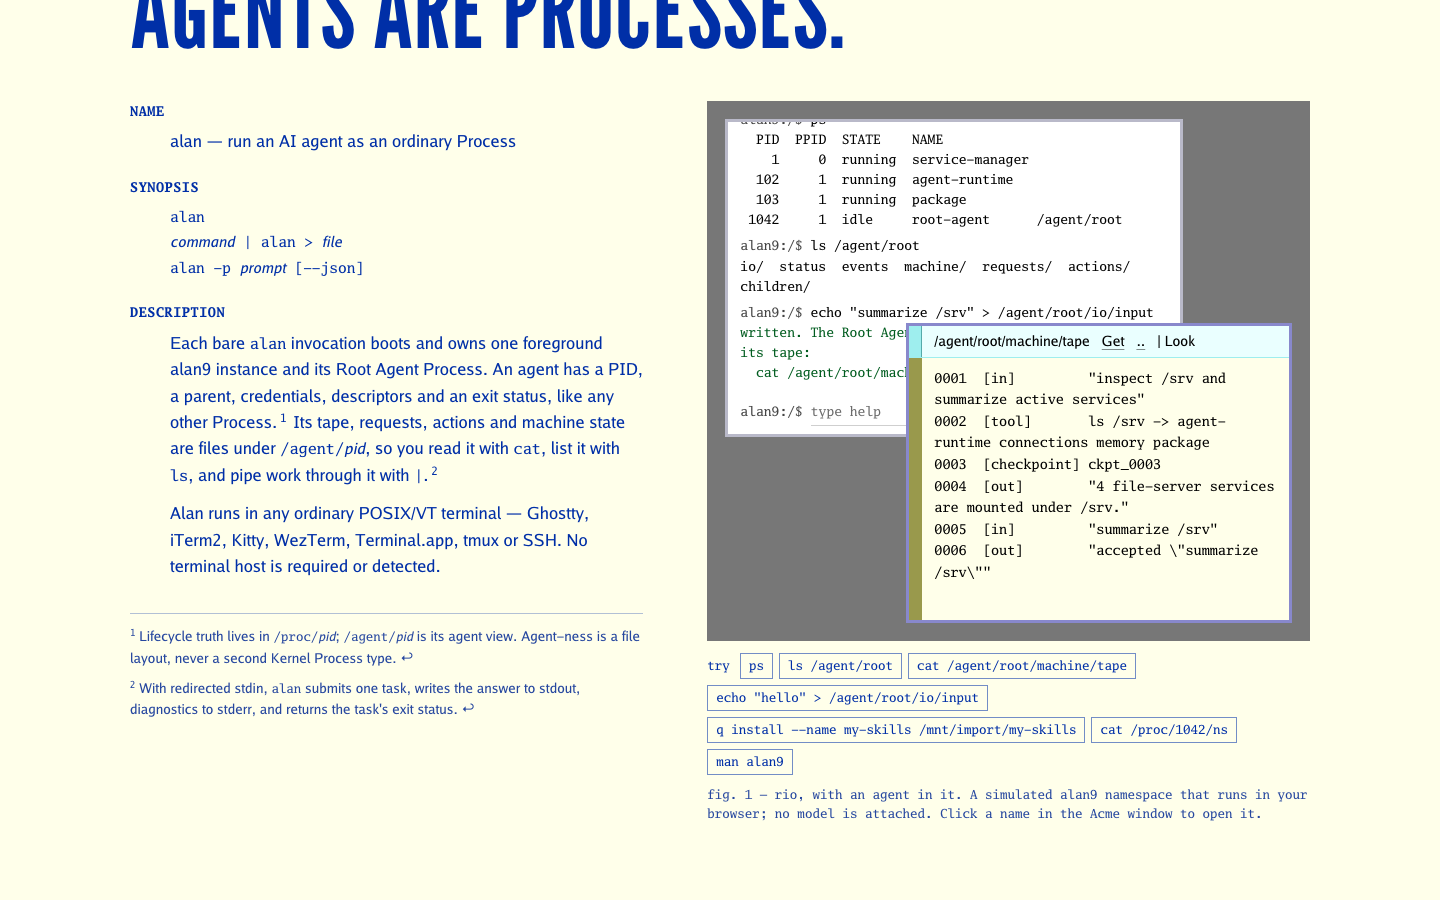 AGENTS ARE PROCESSES.
NAME
alan — run an AI agent as an ordinary Process
SYNOPSIS
alan
command | alan > file
alan -p prompt [--json]
DESCRIPTION
Each bare alan invocation boots and owns one foreground
alan9 instance and its Root Agent Process. An agent has a PID,
a parent, credentials, descriptors and an exit status, like any
other Process.1 Its tape, requests, actions and machine state
are files under /agent/pid, so you read it with cat, list it with
ls, and pipe work through it with |.2
Alan runs in any ordinary POSIX/VT terminal — Ghostty,
iTerm2, Kitty, WezTerm, Terminal.app, tmux or SSH. No
terminal host is required or detected.
1 Lifecycle truth lives in /proc/pid; /agent/pid is its agent view. Agent-ness is a file
layout, never a second Kernel Process type. ↩
2 With redirected stdin, alan submits one task, writes the answer to stdout,
diagnostics to stderr, and returns the task's exit status. ↩
alan9:/$ ps
PID PPID STATE NAME
1 0 running service-manager
102 1 running agent-runtime
103 1 running package
1042 1 idle root-agent /agent/root
alan9:/$ ls /agent/root
io/ status events machine/ requests/ actions/
children/
alan9:/$ echo "summarize /srv" > /agent/root/io/input
written. The Root Agen
its tape:
cat /agent/root/mach
alan9:/$ type help
/agent/root/machine/tape Get .. | Look
0001 [in] "inspect /srv and
summarize active services"
0002 [tool] ls /srv -> agent-
runtime connections memory package
0003 [checkpoint] ckpt_0003
0004 [out] "4 file-server services
are mounted under /srv."
0005 [in] "summarize /srv"
0006 [out] "accepted \"summarize
/srv\""
try ps ls /agent/root cat /agent/root/machine/tape
echo "hello" > /agent/root/io/input
q install --name my-skills /mnt/import/my-skills cat /proc/1042/ns
man alan9
fig. 1 — rio, with an agent in it. A simulated alan9 namespace that runs in your
browser; no model is attached. Click a name in the Acme window to open it.